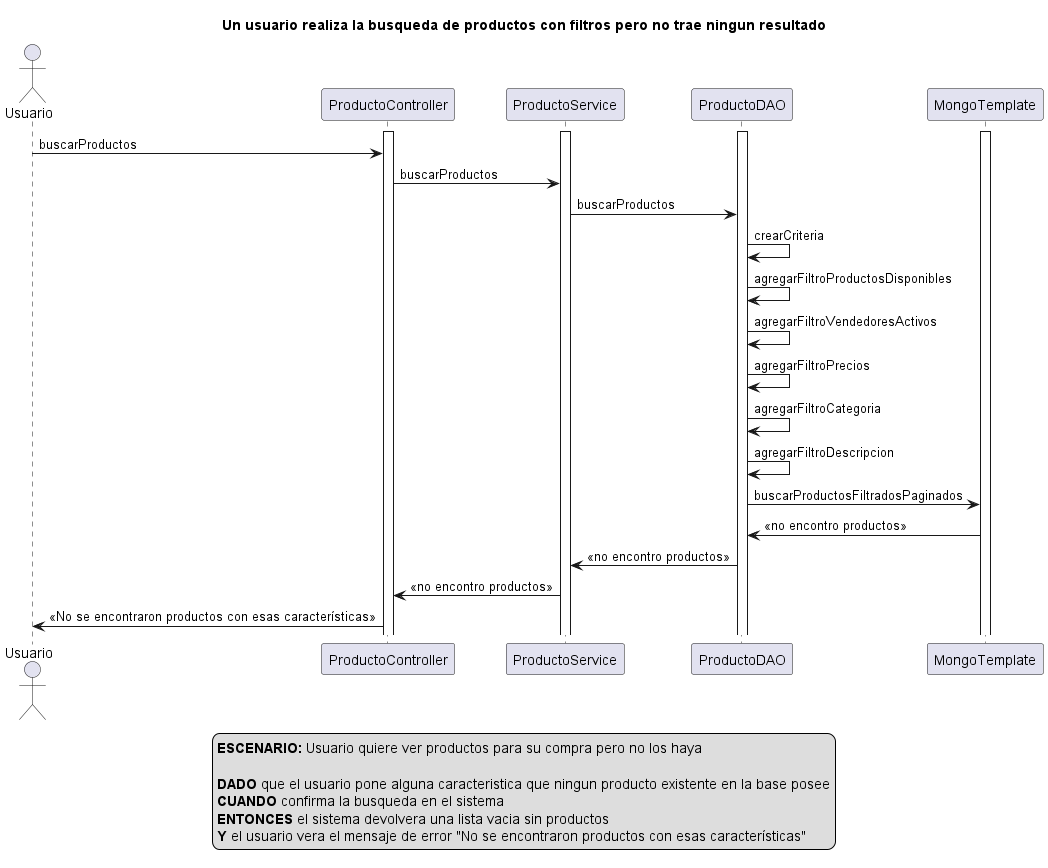 Un usuario realiza la busqueda de productos con filtros pero no trae ningun resultado
Usuario
ProductoController
ProductoService
ProductoDAO
MongoTemplate
buscarProductos
buscarProductos
buscarProductos
crearCriteria
agregarFiltroProductosDisponibles
agregarFiltroVendedoresActivos
agregarFiltroPrecios
agregarFiltroCategoria
agregarFiltroDescripcion
buscarProductosFiltradosPaginados
«no encontro productos»
«no encontro productos»
«no encontro productos»
«No se encontraron productos con esas características»
Usuario
ProductoController
ProductoService
ProductoDAO
MongoTemplate
ESCENARIO: Usuario quiere ver productos para su compra pero no los haya
DADO que el usuario pone alguna caracteristica que ningun producto existente en la base posee
CUANDO confirma la busqueda en el sistema
ENTONCES el sistema devolvera una lista vacia sin productos
Y el usuario vera el mensaje de error "No se encontraron productos con esas características"